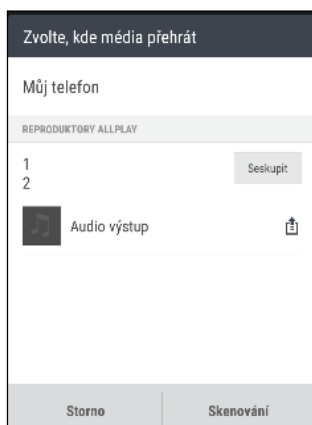 Zvolte, kde média přehrát
Můj telefon
REPRODUKTORY ALLPLAY
1
Seskupit
2
Audio výstup
Storno
Skenování